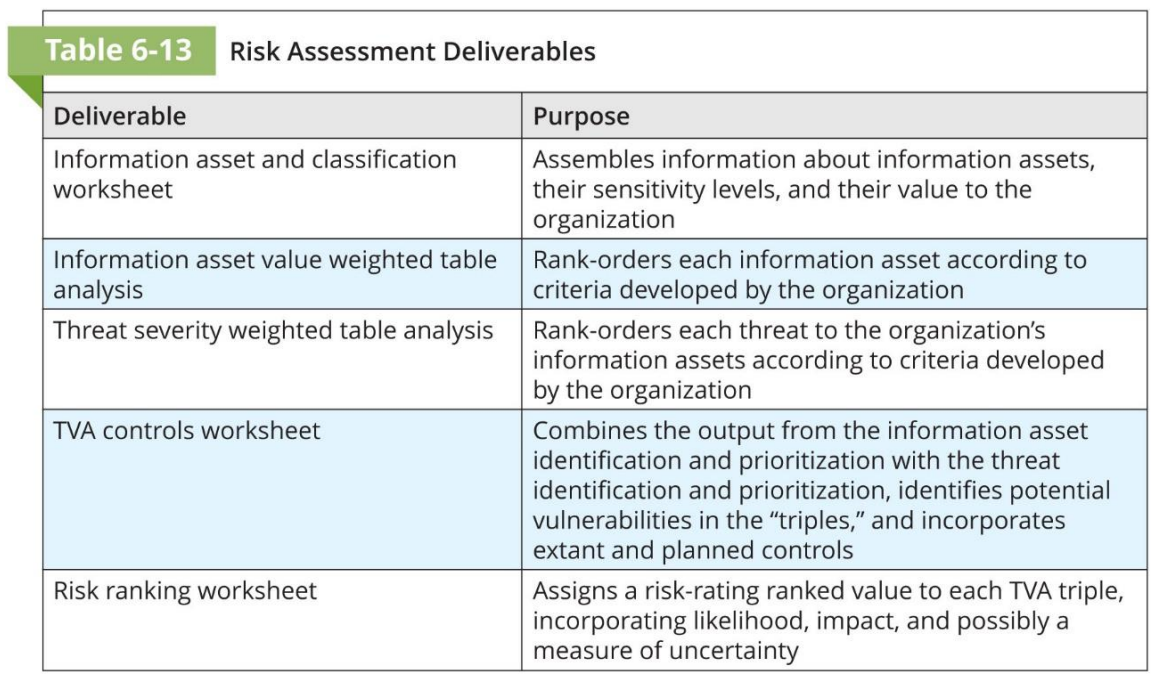 Table 6-13 Risk Assessment Deliverables
Deliverable Purpose
Information asset and classification
worksheet
Assembles information about information assets,
their sensitivity levels, and their value to the
organization
Information asset value weighted table
analysis
Rank-orders each information asset according to
criteria developed by the organization
Threat severity weighted table analysis
Rank-orders each threat to the organization’s
information assets according to criteria developed
by the organization
TVA controls worksheet
Combines the output from the information asset
identification and prioritization with the threat
identification and prioritization, identifies potential
vulnerabilities in the “triples,” and incorporates
extant and planned controls
Risk ranking worksheet
Assigns a risk-rating ranked value to each TVA triple,
incorporating likelihood, impact, and possibly a
measure of uncertainty